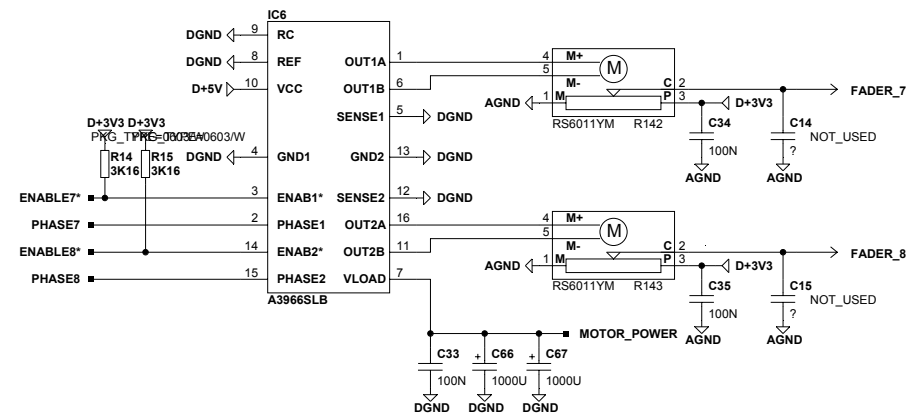 IC6
DGND 9 RC
DGND 8 REF OUT1A 1
D+5V 10 VCC OUT1B 6
SENSE1 5 DGND
DGND 4 GND1 GND2 13 DGND
ENABLE7* 3 ENAB1* SENSE2 12 DGND
PHASE7 2 PHASE1 OUT2A 16
ENABLE8* 14 ENAB2* OUT2B 11
PHASE8 15 PHASE2 VLOAD 7
A3966SLB
D+3V3 D+3V3
R14 R15
3K16 3K16
4 M+
5 M
M- C 2 FADER_7
AGND 1 M P 3 D+3V3
RS6011YM R142
C34 C14
100N ? NOT_USED
AGND AGND
4 M+
5 M
M- C 2 FADER_8
AGND 1 M P 3 D+3V3
RS6011YM R143
C35 C15
100N ? NOT_USED
AGND AGND
MOTOR_POWER
C33 + C66 + C67
100N 1000U 1000U
DGND DGND DGND